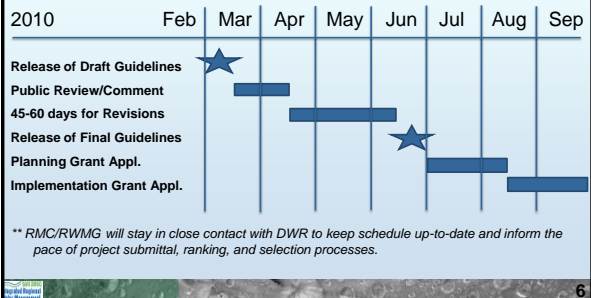 2010 Feb Mar Apr May Jun Jul Aug Sep
Release of Draft Guidelines
Public Review/Comment
45-60 days for Revisions
Release of Final Guidelines
Planning Grant Appl.
Implementation Grant Appl.
** RMC/RWMG will stay in close contact with DWR to keep schedule up-to-date and inform the
pace of project submittal, ranking, and selection processes.
6